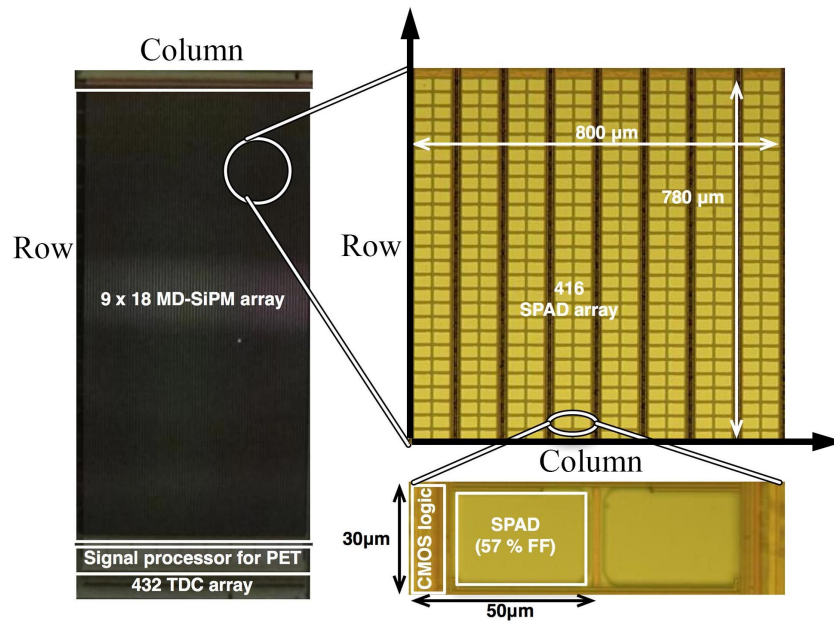 Column
Row
9 x 18 MD-SiPM array
Signal processor for PET
432 TDC array
800 µm
780 µm
Row
416
SPAD array
Column
30µm
CMOS logic
SPAD
(57 % FF)
50µm